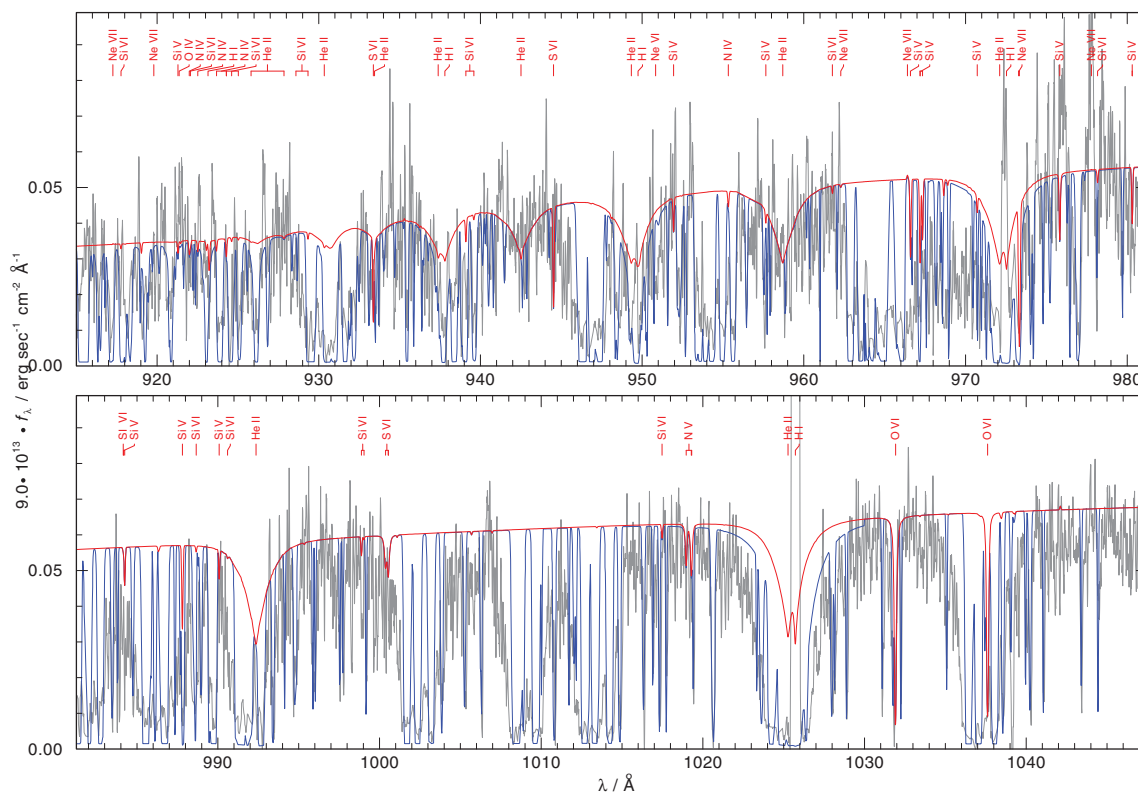 Ne VII
Si VI
Ne VII
Si V
O IV
N IV
Si VI
N IV
H I
N IV
Si VI
He II
Si VI
He II
S VI
He II
He II
H I
Si VI
He II
S VI
He II
H I
Ne VI
Si V
N IV
Si V
He II
Si VI
Ne VII
Ne VII
Si V
Si V
Si V
He II
H I
Ne VII
Si V
Ne VII
S VI
Si V
0.05
0.00
920
930
940
950
960
970
980
SI VI
Si V
Si V
Si VI
Si V
Si VI
He II
Si VI
S VI
Si VI
N V
He II
H I
O VI
O VI
0.05
0.00
990
1000
1010
1020
1030
1040
λ / Å
9.0• 10¹³ • fλ / erg sec⁻¹ cm⁻² Å⁻¹